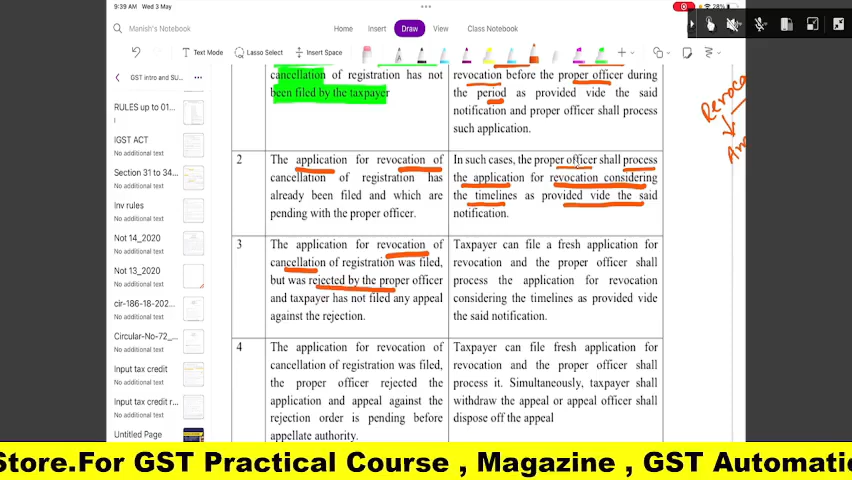 9:39 AM Wed 3 May
28%
Manish's Notebook
Home
Insert
Draw
View
Class Notebook
Text Mode
Lasso Select
Insert Space
GST intro and SU...
RULES up to 01...
IGST ACT
No additional text
Section 31 to 34...
No additional text
Inv rules
No additional text
Not 14_2020
No additional text
Not 13_2020
No additional text
cir-186-18-202...
No additional text
Circular-No-72_...
No additional text
Input tax credit
No additional text
Input tax credit r...
No additional text
Untitled Page
cancellation of registration has not
been filed by the taxpayer
revocation before the proper officer during
the period as provided vide the said
notification and proper officer shall process
such application.
2
The application for revocation of
cancellation of registration has
already been filed and which are
pending with the proper officer.
In such cases, the proper officer shall process
the application for revocation considering
the timelines as provided vide the said
notification.
3
The application for revocation of
cancellation of registration was filed,
but was rejected by the proper officer
and taxpayer has not filed any appeal
against the rejection.
Taxpayer can file a fresh application for
revocation and the proper officer shall
process the application for revocation
considering the timelines as provided vide
the said notification.
4
The application for revocation of
cancellation of registration was filed,
the proper officer rejected the
application and appeal against the
rejection order is pending before
appellate authority.
Taxpayer can file fresh application for
revocation and the proper officer shall
process it. Simultaneously, taxpayer shall
withdraw the appeal or appeal officer shall
dispose off the appeal
Store.For GST Practical Course , Magazine , GST Automatic